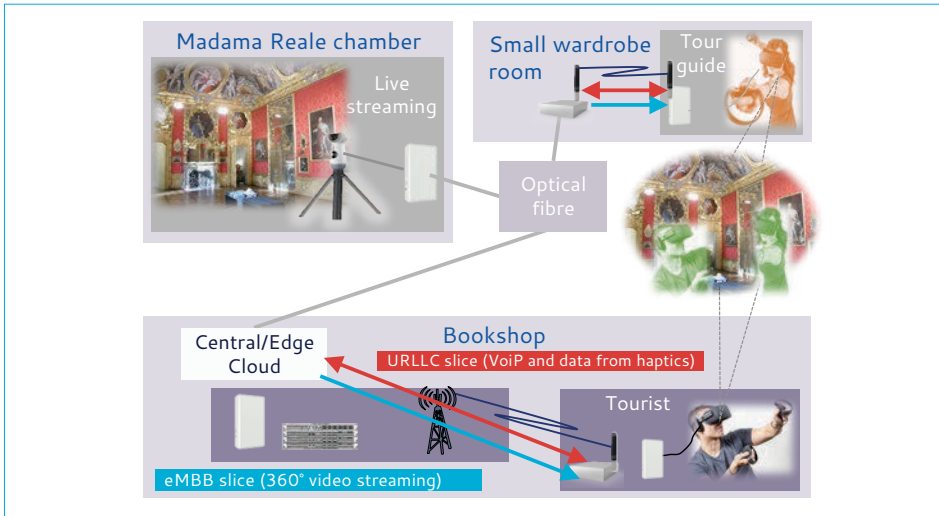 Madama Reale chamber
Live
streaming
Small wardrobe
room
Tour
guide
Optical
fibre
Bookshop
Central/Edge
Cloud
URLLC slice (VoiP and data from haptics)
Tourist
eMBB slice (360° video streaming)